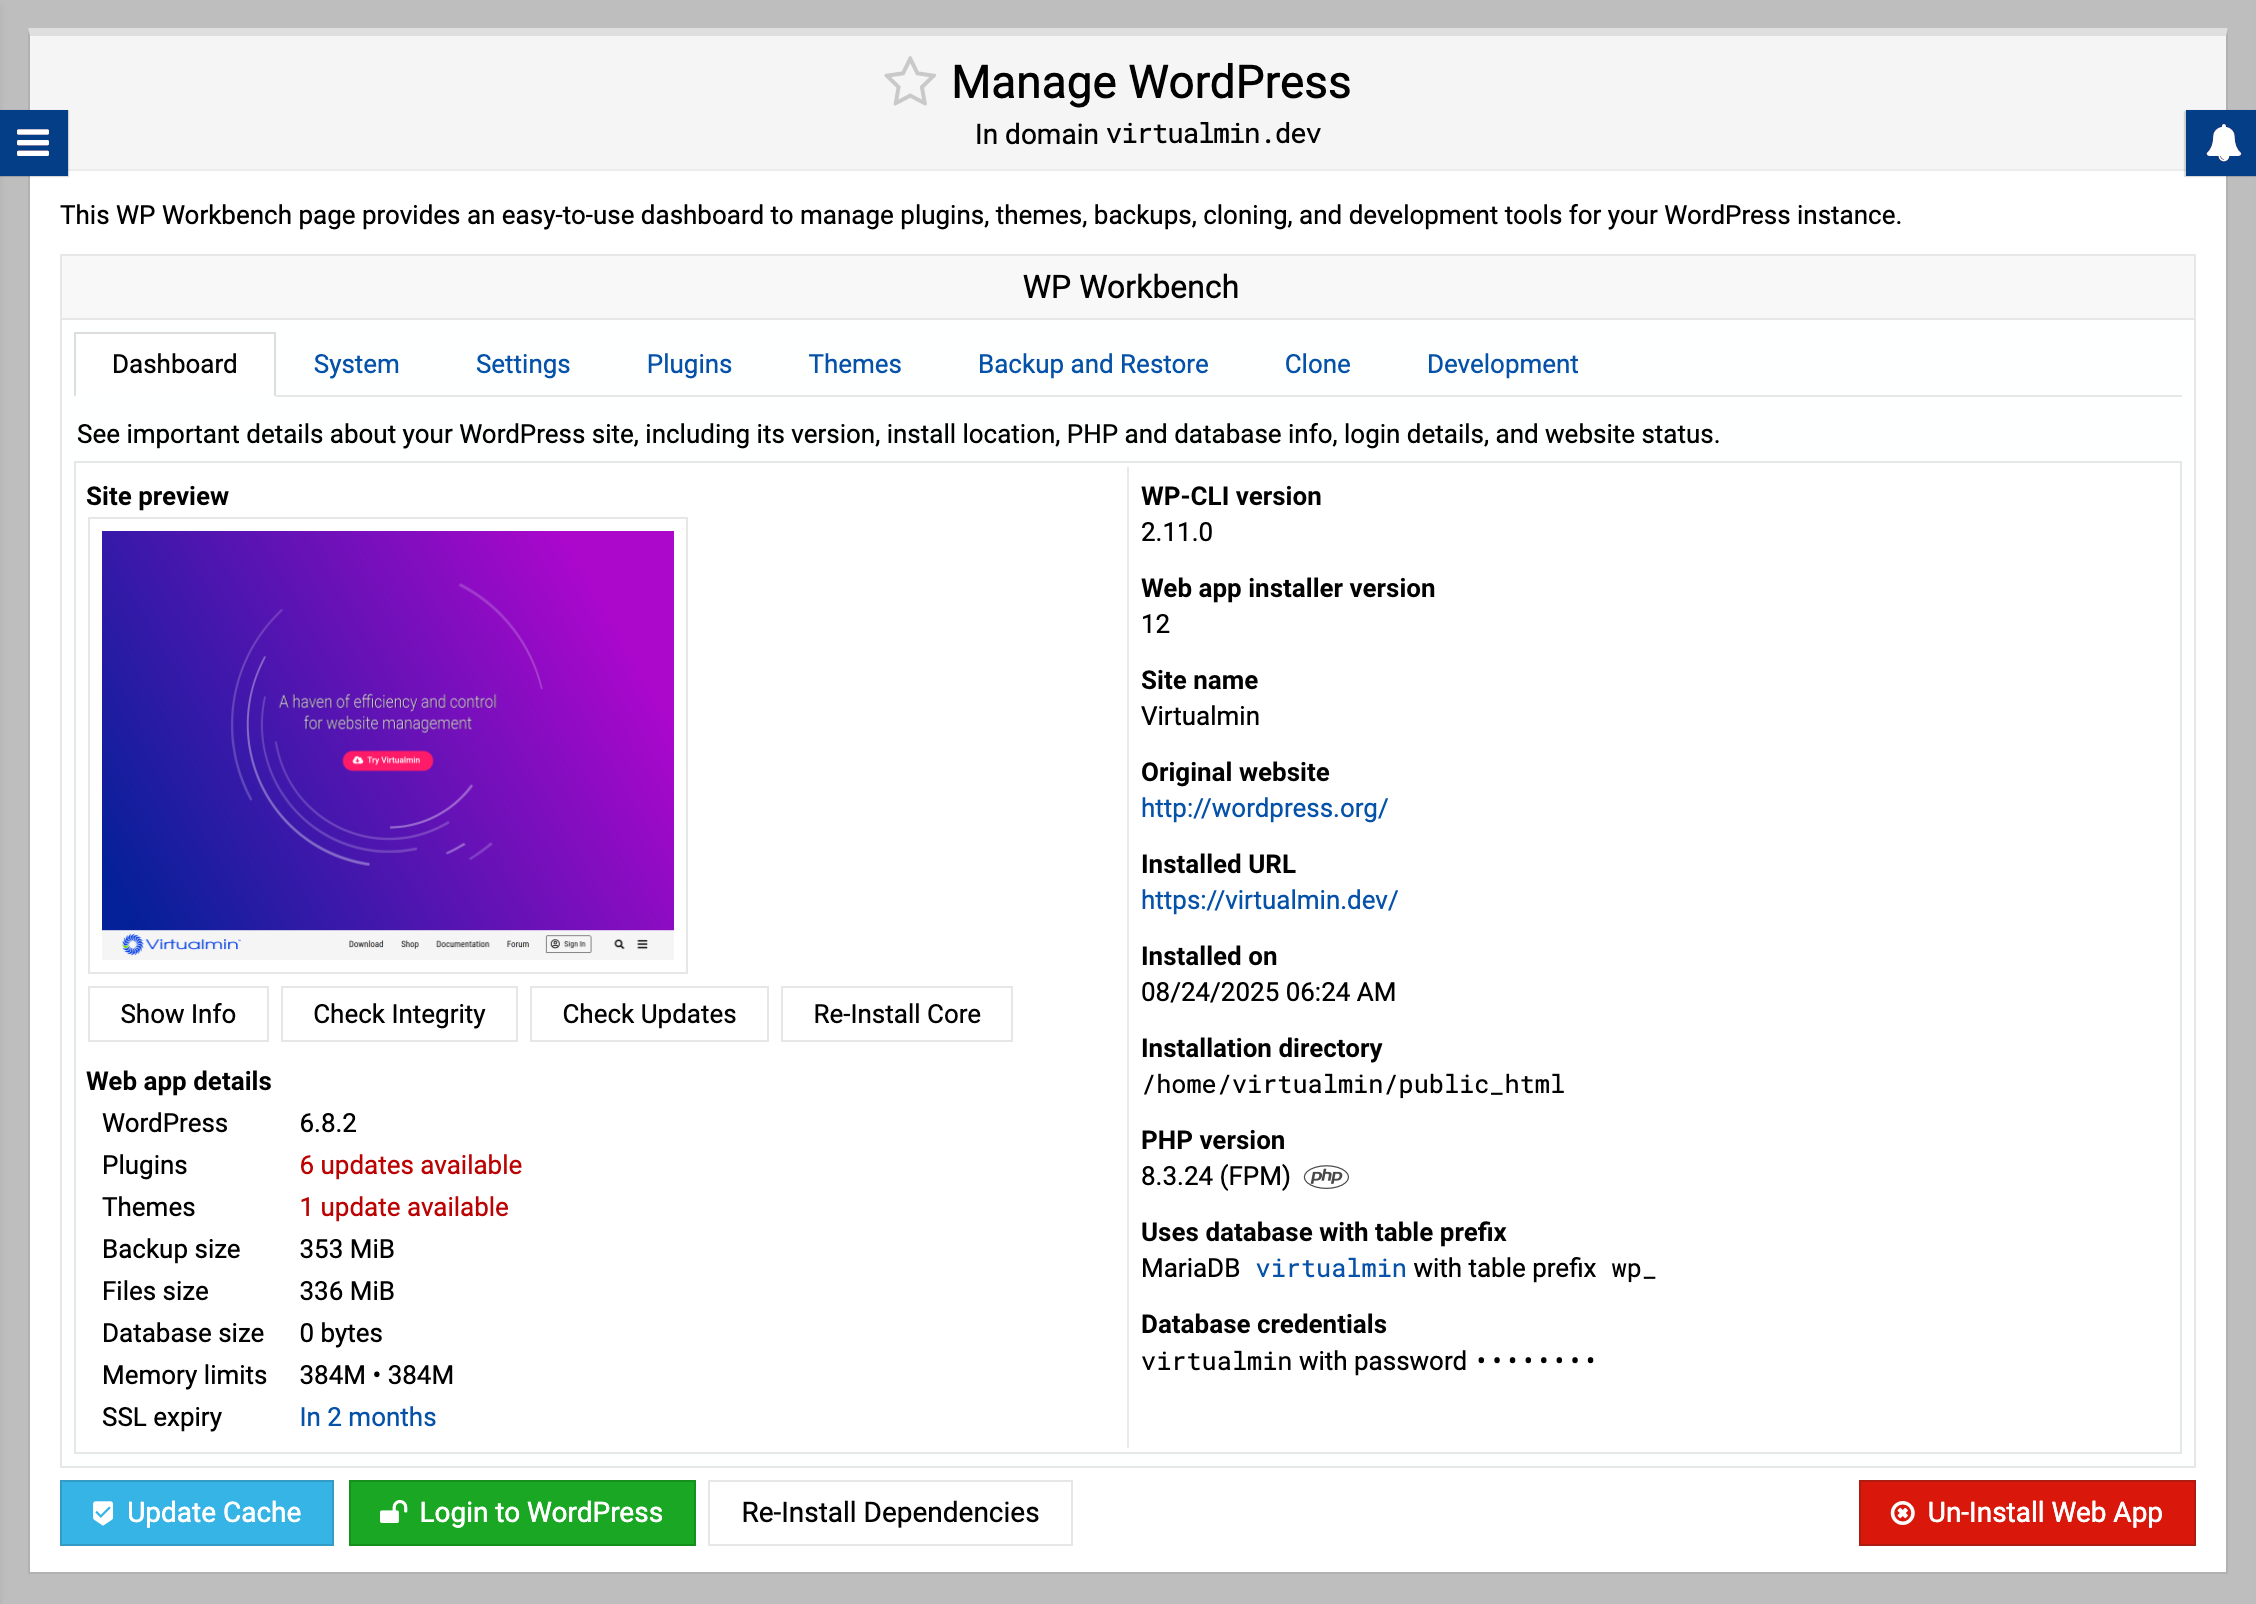 Manage WordPress
In domain virtualmin.dev
This WP Workbench page provides an easy-to-use dashboard to manage plugins, themes, backups, cloning, and development tools for your WordPress instance.
WP Workbench
Dashboard System Settings Plugins Themes Backup and Restore Clone Development
See important details about your WordPress site, including its version, install location, PHP and database info, login details, and website status.
Site preview
A haven of efficiency and control
for website management
Try Virtualmin
Virtualmin Download Shop Documentation Forum Sign In
Show Info Check Integrity Check Updates Re-Install Core
Web app details
WordPress 6.8.2
Plugins 6 updates available
Themes 1 update available
Backup size 353 MiB
Files size 336 MiB
Database size 0 bytes
Memory limits 384M • 384M
SSL expiry In 2 months
WP-CLI version
2.11.0
Web app installer version
12
Site name
Virtualmin
Original website
http://wordpress.org/
Installed URL
https://virtualmin.dev/
Installed on
08/24/2025 06:24 AM
Installation directory
/home/virtualmin/public_html
PHP version
8.3.24 (FPM) php
Uses database with table prefix
MariaDB virtualmin with table prefix wp_
Database credentials
virtualmin with password ••••••••
Update Cache Login to WordPress Re-Install Dependencies Un-Install Web App